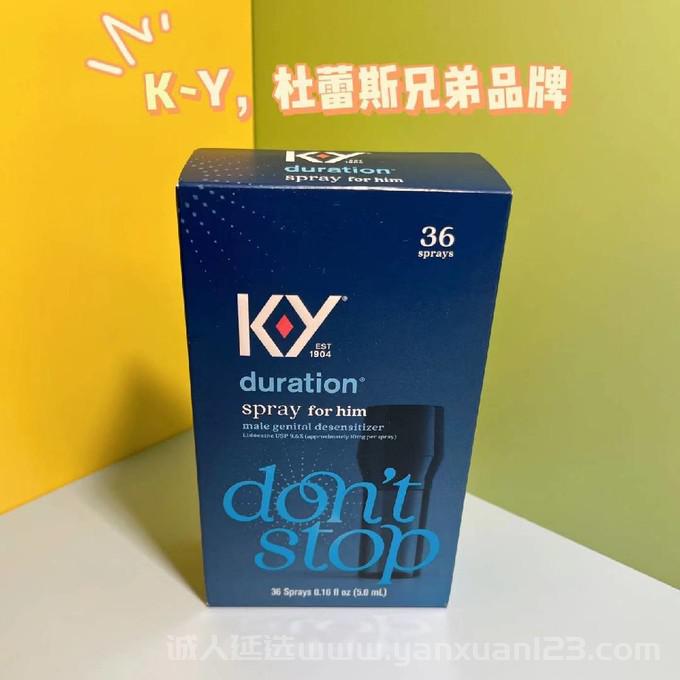 K-Y，杜蕾斯兄弟品牌
KY
duration®
spray for him
36
sprays
K-Y®
EST
1904
duration®
spray for him
male genital desensitizer
Lidocaine USP 9.6% (approximately 10mg per spray)
don't
stop
36 Sprays 0.16 fl oz (5.0 mL)
诚人延选www.yanxuan123.com